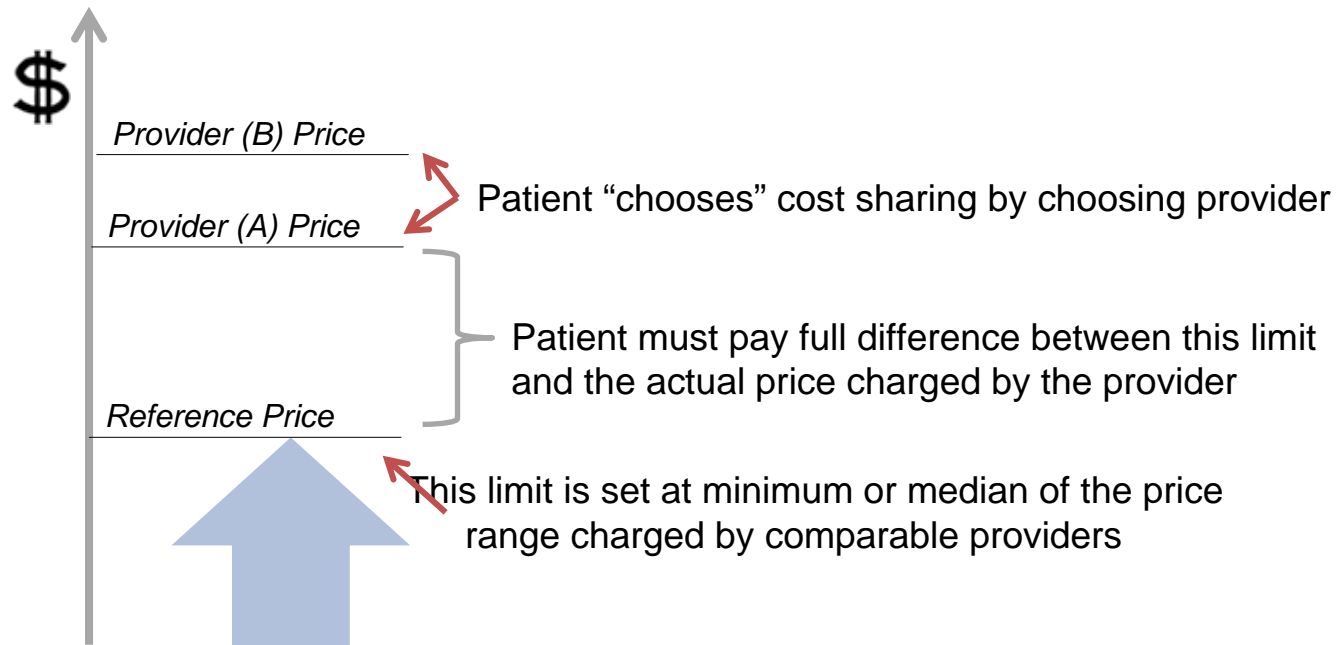 $
Provider (B) Price
Patient “chooses” cost sharing by choosing provider
Provider (A) Price
Patient must pay full difference between this limit
and the actual price charged by the provider
Reference Price
This limit is set at minimum or median of the price
range charged by comparable providers